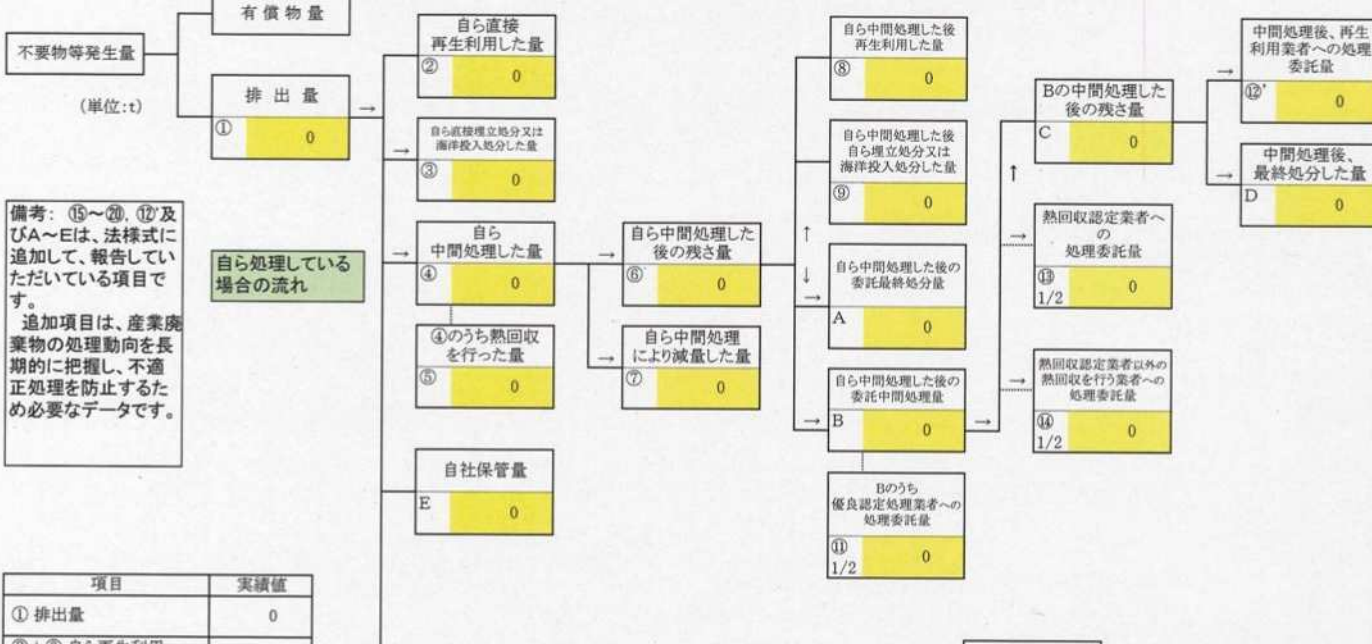 有償物量
不要物等発生量
(単位:t)
排出量
①
0
自ら直接
再生利用した量
②
0
自ら直接埋立処分又は
海洋投入処分した量
③
0
自ら
中間処理した量
④
0
④のうち熱回収
を行った量
⑤
0
自社保管量
E
0
自ら中間処理した
後の残さ量
⑥
0
自ら中間処理
により減量した量
⑦
0
自ら中間処理した後
再生利用した量
⑧
0
自ら中間処理した後
自ら埋立処分又は
海洋投入処分した量
⑨
0
自ら中間処理した後の
委託最終処分量
A
0
自ら中間処理した後の
委託中間処理量
B
0
Bのうち
優良認定処理業者への
処理委託量
⑪
1/2
0
Bの中間処理した
後の残さ量
C
0
熱回収認定業者へ
の
処理委託量
⑬
1/2
0
熱回収認定業者以外の
熱回収を行う業者への
処理委託量
⑭
1/2
0
中間処理後、再生
利用業者への処理
委託量
⑫'
0
中間処理後、
最終処分した量
D
0
備考: ⑮~⑳, ⑫'及
びA~Eは、法様式に
追加して、報告してい
ただいている項目で
す。
追加項目は、産業廃
棄物の処理動向を長
期的に把握し、不適
正処理を防止するた
め必要なデータです。
自ら処理している
場合の流れ
項目 実績値
① 排出量 0